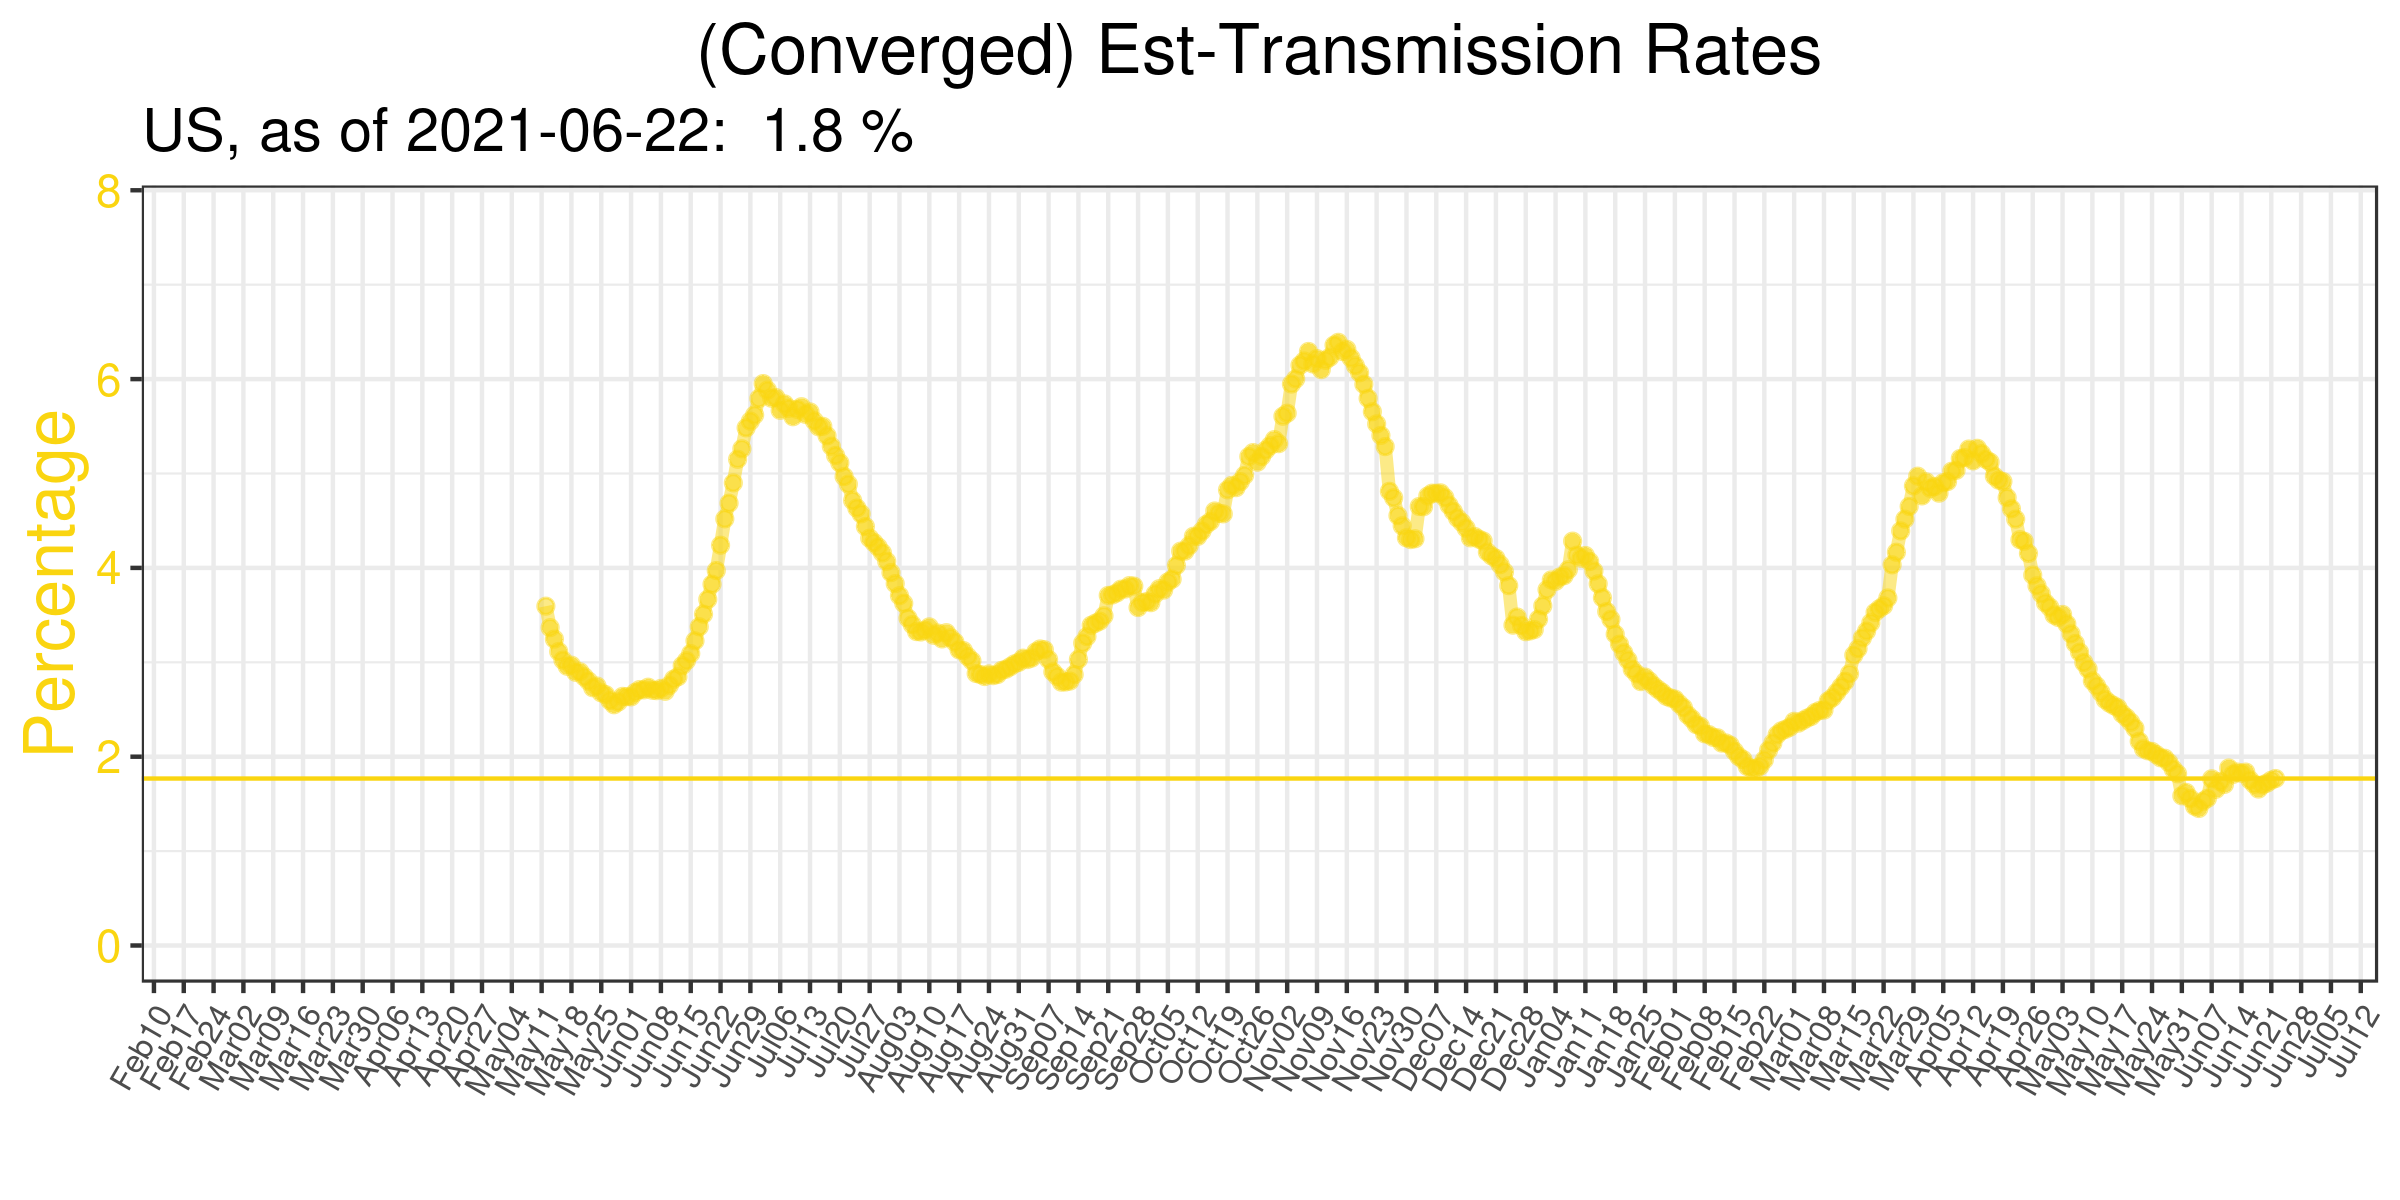 (Converged) Est-Transmission Rates
US, as of 2021-06-22: 1.8 %
Percentage
8
6
4
2
0
Feb10
Feb17
Feb24
Mar02
Mar09
Mar16
Mar23
Mar30
Apr06
Apr13
Apr20
Apr27
May04
May11
May18
May25
Jun01
Jun08
Jun15
Jun22
Jun29
Jul06
Jul13
Jul20
Jul27
Aug03
Aug10
Aug17
Aug24
Aug31
Sep07
Sep14
Sep21
Sep28
Oct05
Oct12
Oct19
Oct26
Nov02
Nov09
Nov16
Nov23
Nov30
Dec07
Dec14
Dec21
Dec28
Jan04
Jan11
Jan18
Jan25
Feb01
Feb08
Feb15
Feb22
Mar01
Mar08
Mar15
Mar22
Mar29
Apr05
Apr12
Apr19
Apr26
May03
May10
May17
May24
May31
May07
Jun14
Jun21
Jun28
Jul05
Jul12